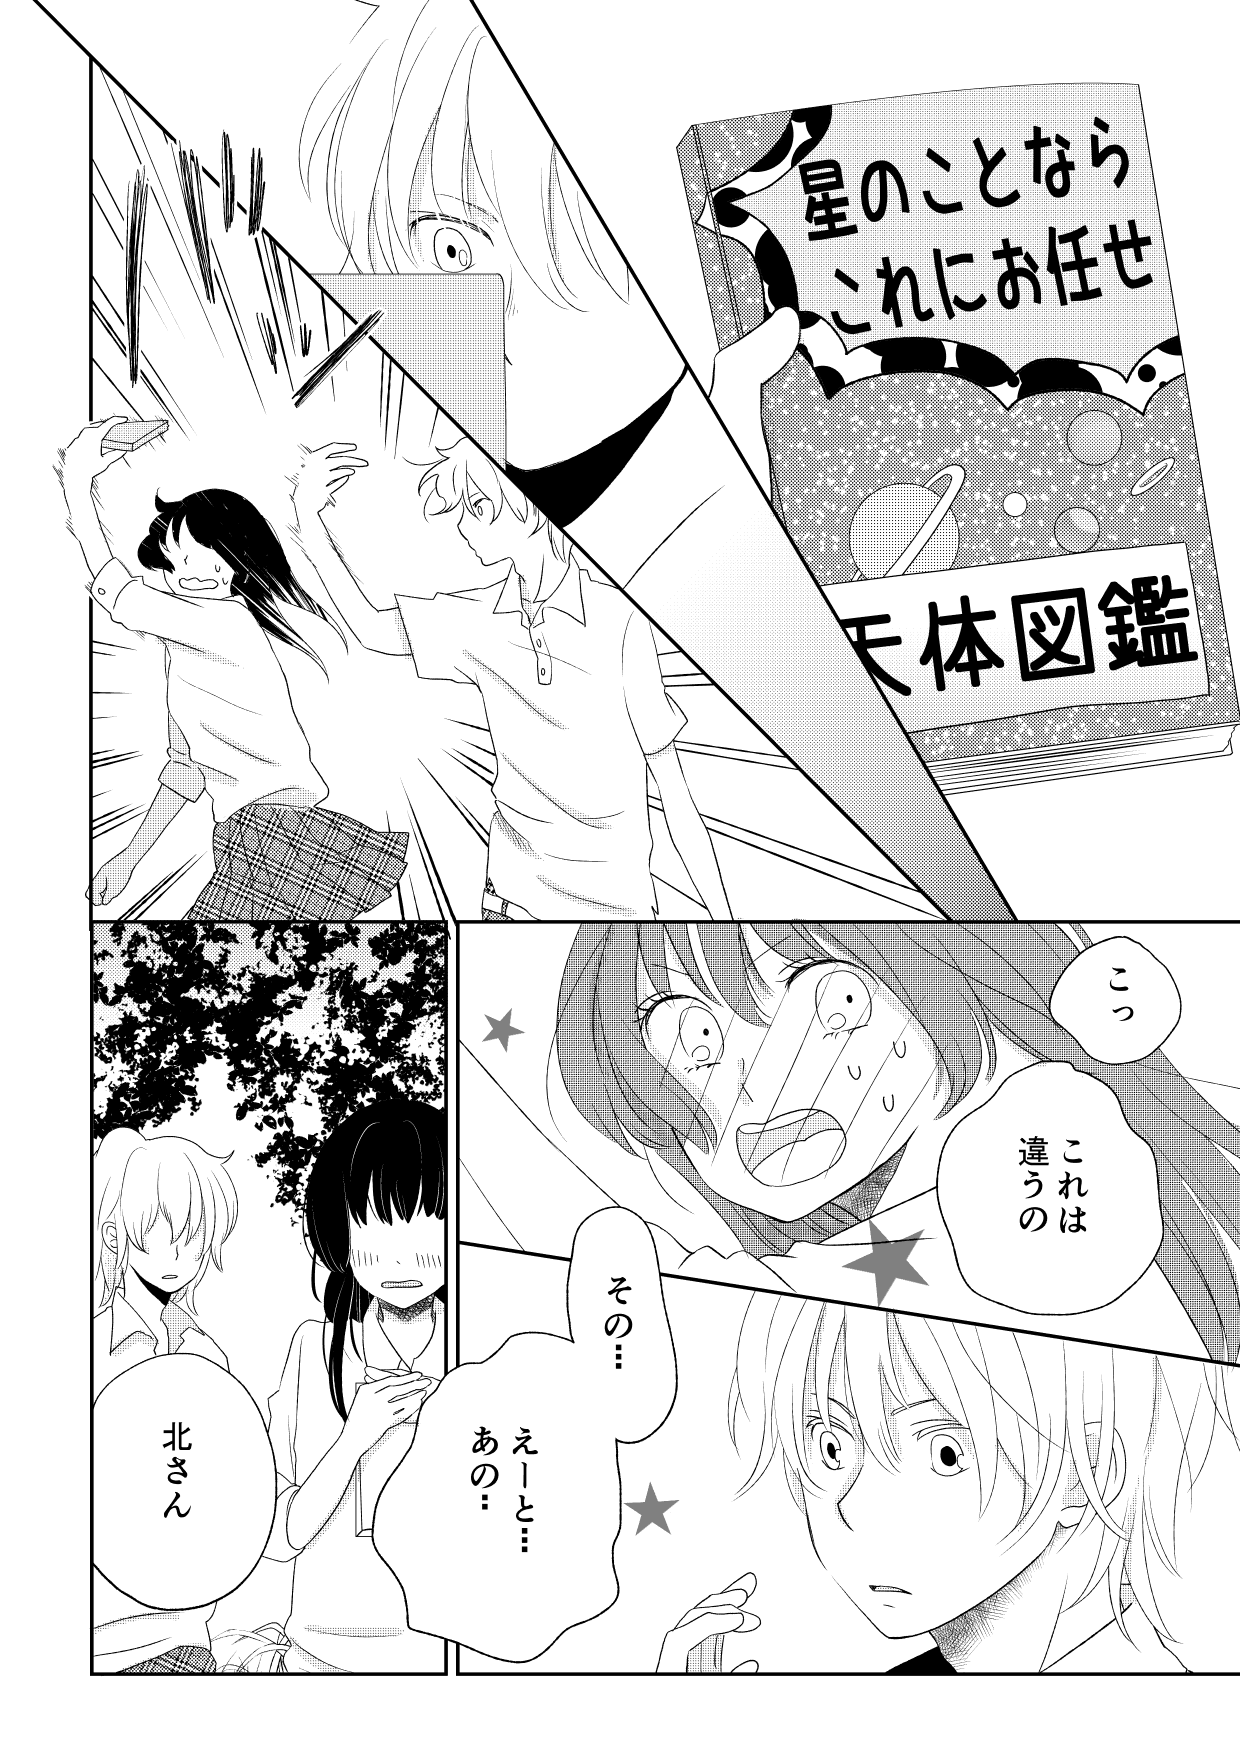 星のことなら
これにお任せ
天体図鑑
こっ
これは
違うの
その…
えーと…
あの…
北さん